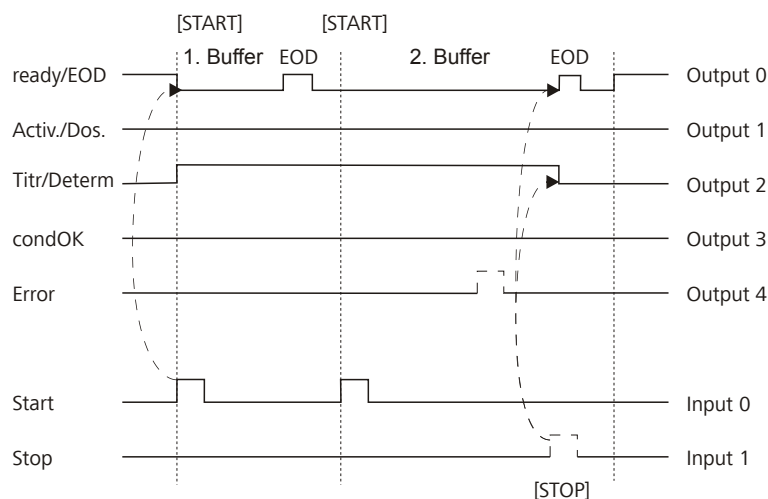 [START] [START]
1. Buffer EOD 2. Buffer EOD
ready/EOD Output 0
Activ./Dos. Output 1
Titr/Determ Output 2
condOK Output 3
Error Output 4
Start Input 0
Stop Input 1
[STOP]